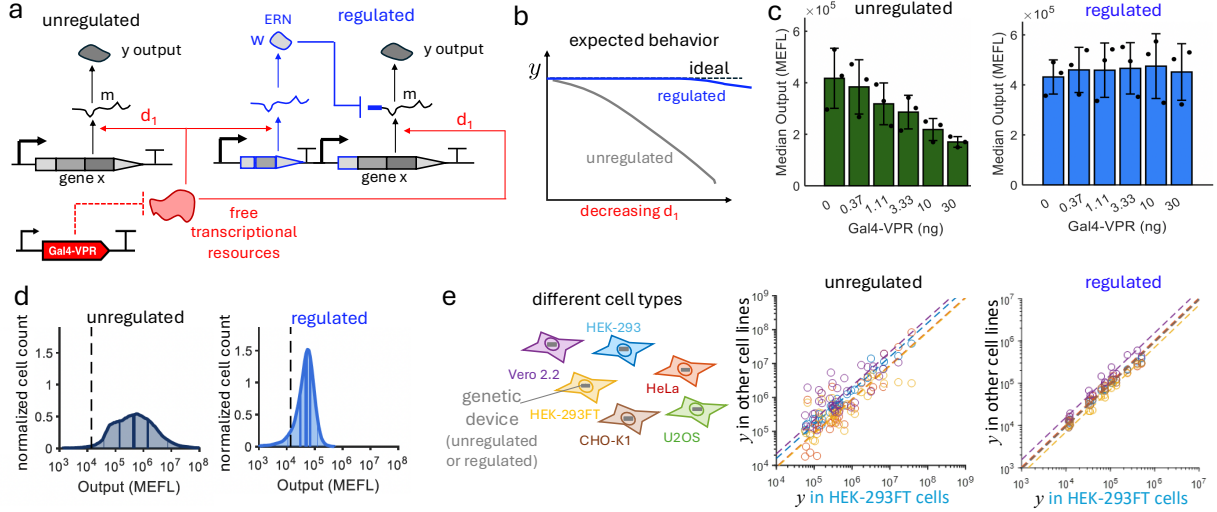 a
unregulated
y output
m
d1
gene x
Gal4-VPR
free
transcriptional
resources
ERN
regulated
w
y output
m
d1
gene x
b
expected behavior
y
ideal
regulated
unregulated
decreasing d1
c
unregulated
×10^5
Median Output (MEFL)
6
4
2
0
0 0.37 1.11 3.33 10 30
Gal4-VPR (ng)
regulated
×10^5
Median Output (MEFL)
6
4
2
0
0 0.37 1.11 3.33 10 30
Gal4-VPR (ng)
d
unregulated
normalized cell count
1.5
1
0.5
0
10^3 10^4 10^5 10^6 10^7 10^8
Output (MEFL)
regulated
normalized cell count
1.5
1
0.5
0
10^3 10^4 10^5 10^6 10^7 10^8
Output (MEFL)
e
different cell types
HEK-293
Vero 2.2
HeLa
genetic
device
(unregulated
or regulated)
HEK-293FT
CHO-K1
U2OS
unregulated
y in other cell lines
10^9
10^8
10^7
10^6
10^5
10^4
10^4 10^5 10^6 10^7 10^8 10^9
y in HEK-293FT cells
regulated
y in other cell lines
10^7
10^6
10^5
10^4
10^3
10^3 10^4 10^5 10^6 10^7
y in HEK-293FT cells